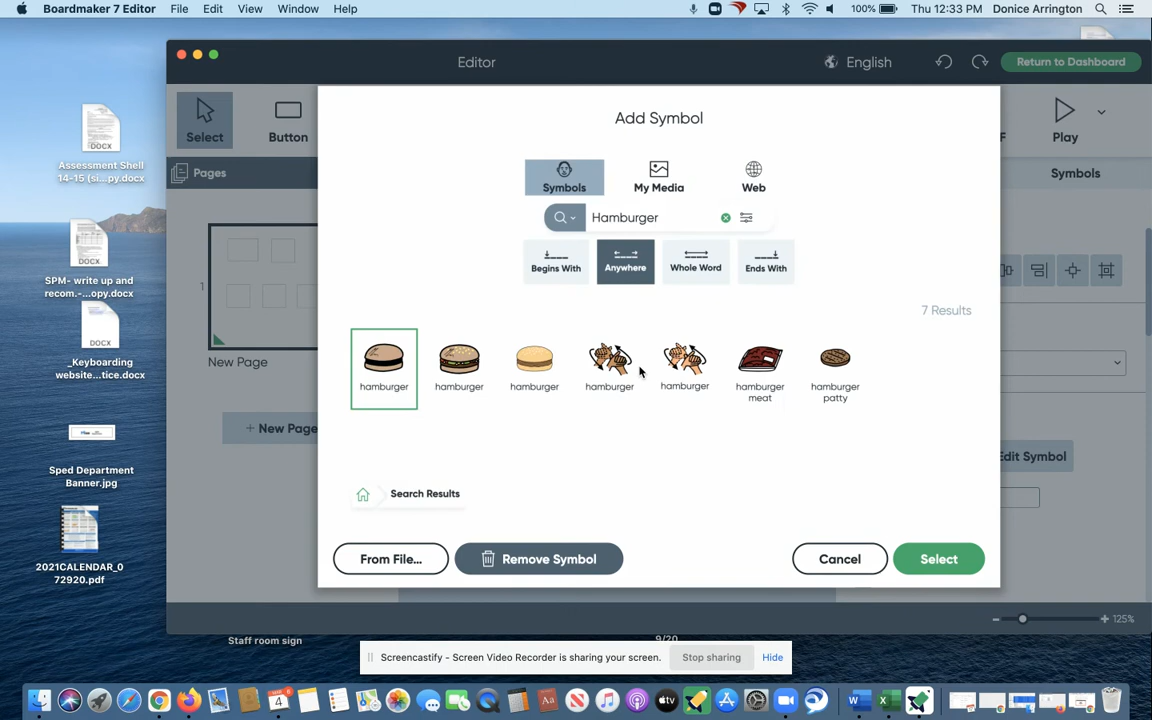 Boardmaker 7 Editor File Edit View Window Help 100% Thu 12:33 PM Donice Arrington
Editor English Return to Dashboard
Select Button Play
Pages Symbols
Add Symbol
Symbols My Media Web
Hamburger
Begins With Anywhere Whole Word Ends With
7 Results
hamburger hamburger hamburger hamburger hamburger hamburger meat hamburger patty
Search Results
From File... Remove Symbol Cancel Select
1
New Page
+ New Page
Edit Symbol
125%
Assessment Shell
14-15 (si...py.docx
SPM- write up and
recom.-...opy.docx
_Keyboarding
website...tice.docx
Sped Department
Banner.jpg
2021CALENDAR_0
72920.pdf
Staff room sign 9/20
Screencastify - Screen Video Recorder is sharing your screen. Stop sharing Hide